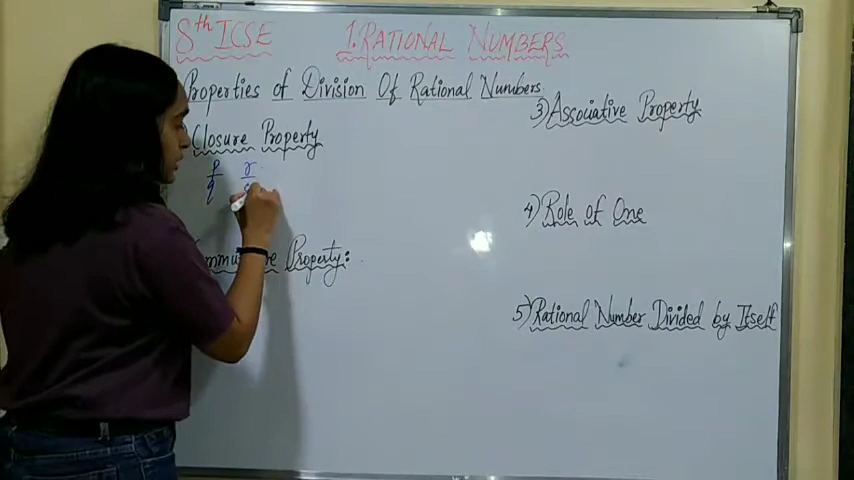 8th ICSE
1. RATIONAL NUMBERS
Properties of Division Of Rational Numbers
Closure Property
p/q r/
Property:
3) Associative Property
4) Role of One
5) Rational Number Divided by Itself